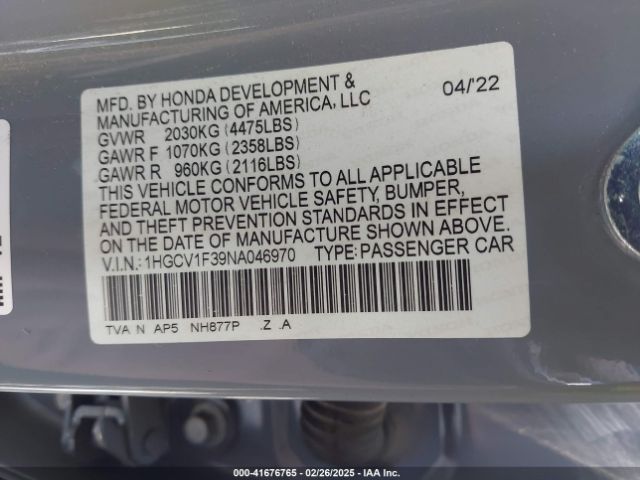 MFD. BY HONDA DEVELOPMENT & 04/22
MANUFACTURING OF AMERICA, LLC
GVWR 2030KG (4475LBS)
GAWR F 1070KG (2358LBS)
GAWR R 960KG (2116LBS)
THIS VEHICLE CONFORMS TO ALL APPLICABLE
FEDERAL MOTOR VEHICLE SAFETY, BUMPER,
AND THEFT PREVENTION STANDARDS IN EFFECT
ON THE DATE OF MANUFACTURE SHOWN ABOVE.
V.I.N.: 1HGCV1F39NA046970 TYPE: PASSENGER CAR
TVA N AP5 NH877P .Z .A
000-41676765 - 02/26/2025 - IAA Inc.